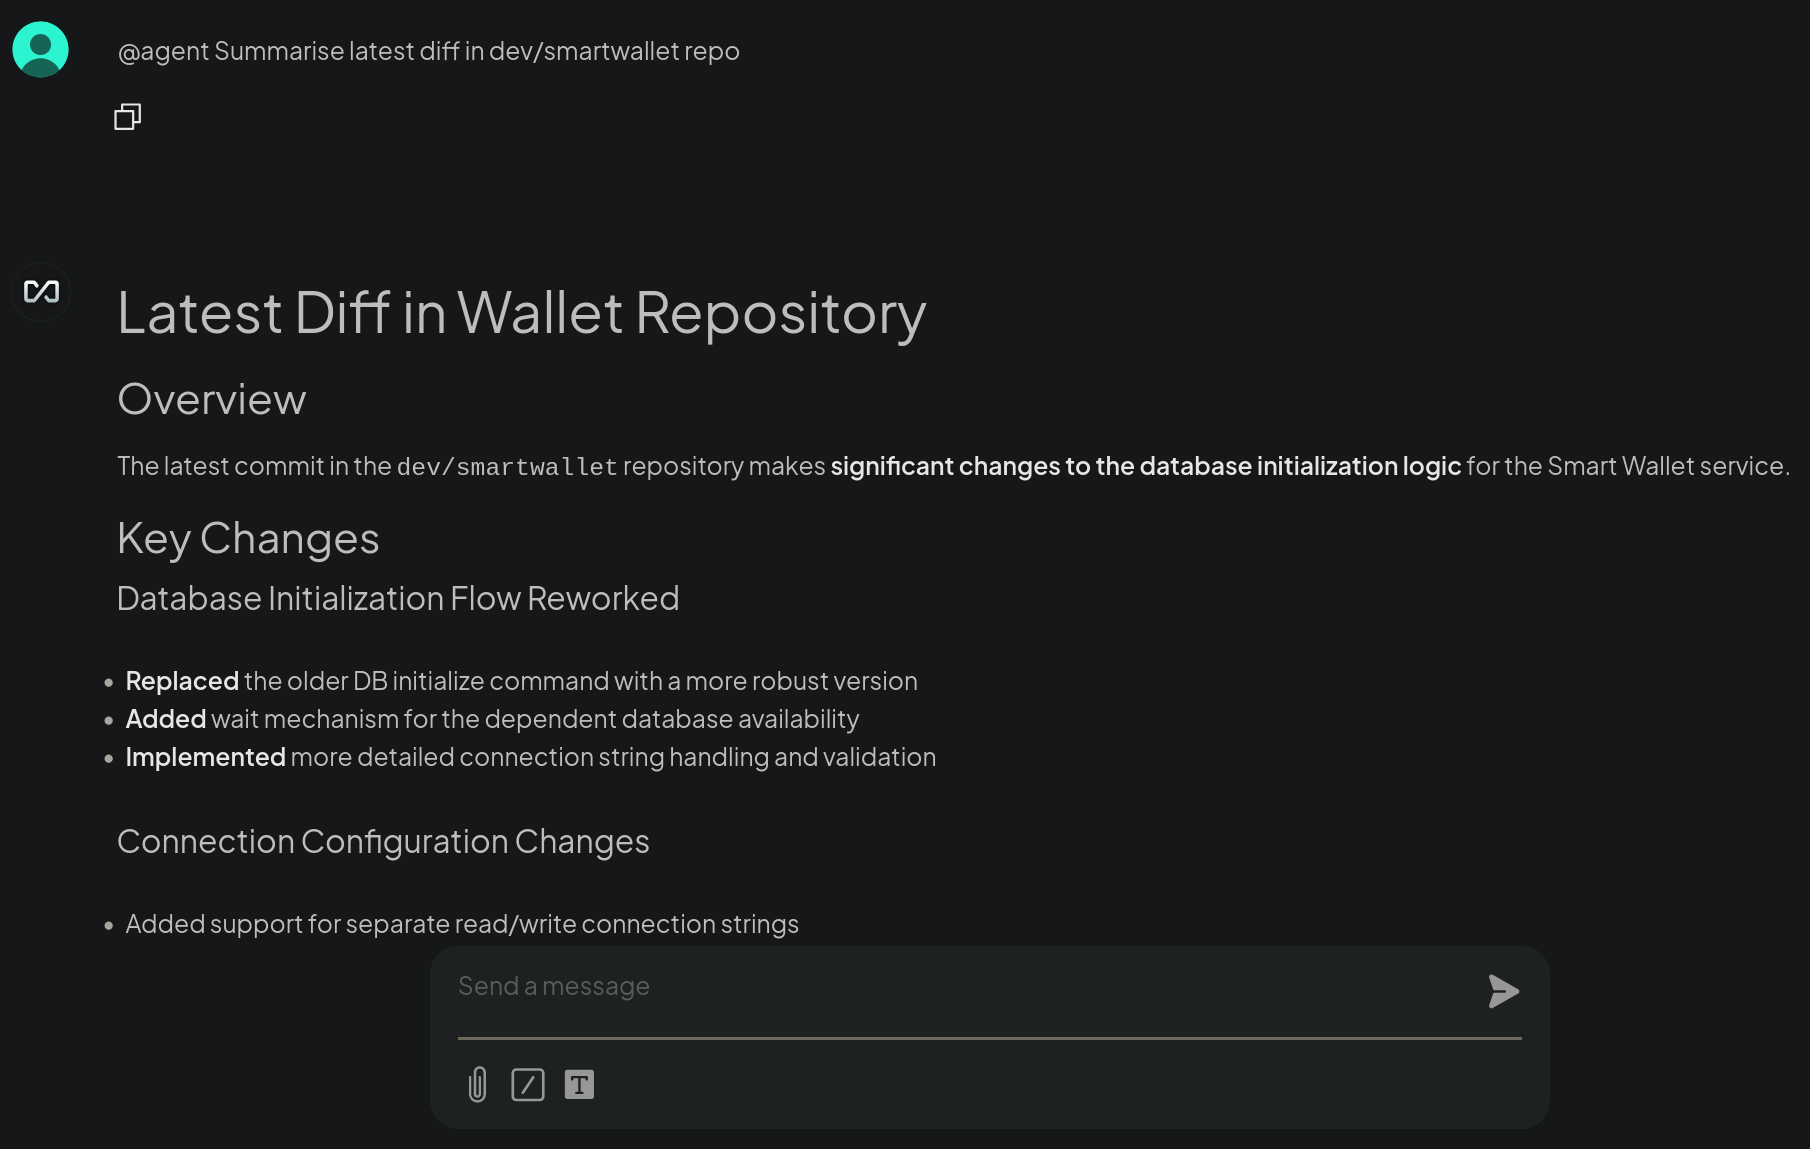 @agent Summarise latest diff in dev/smartwallet repo
Latest Diff in Wallet Repository
Overview
The latest commit in the dev/smartwallet repository makes significant changes to the database initialization logic for the Smart Wallet service.
Key Changes
Database Initialization Flow Reworked
• Replaced the older DB initialize command with a more robust version
• Added wait mechanism for the dependent database availability
• Implemented more detailed connection string handling and validation
Connection Configuration Changes
• Added support for separate read/write connection strings
Send a message